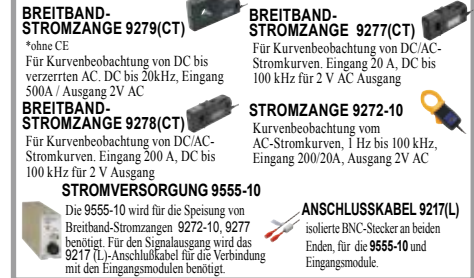 BREITBAND-
STROMZANGE 9279(CT)
*ohne CE
Für Kurvenbeobachtung von DC bis
verzerrten AC. DC bis 20kHz, Eingang
500A / Ausgang 2V AC
BREITBAND-
STROMZANGE 9277(CT)
Für Kurvenbeobachtung von DC/AC-
Stromkurven. Eingang 20 A, DC bis
100 kHz für 2 V AC Ausgang
BREITBAND-
STROMZANGE 9278(CT)
Für Kurvenbeobachtung von DC/AC-
Stromkurven. Eingang 200 A, DC bis
100 kHz für 2 V Ausgang
STROMZANGE 9272-10
Kurvenbeobachtung vom
AC-Stromkurven, 1 Hz bis 100 kHz,
Eingang 200/20A, Ausgang 2V AC
STROMVERSORGUNG 9555-10
Die 9555-10 wird für die Speisung von
Breitband-Stromzangen 9272-10, 9277
benötigt. Für den Signalausgang wird das
9217 (L)-Anschlußkabel für die Verbindung
mit den Eingangsmodulen benötigt.
ANSCHLUSSKABEL 9217(L)
isolierte BNC-Stecker an beiden
Enden, für die 9555-10 und
Eingangsmodule.